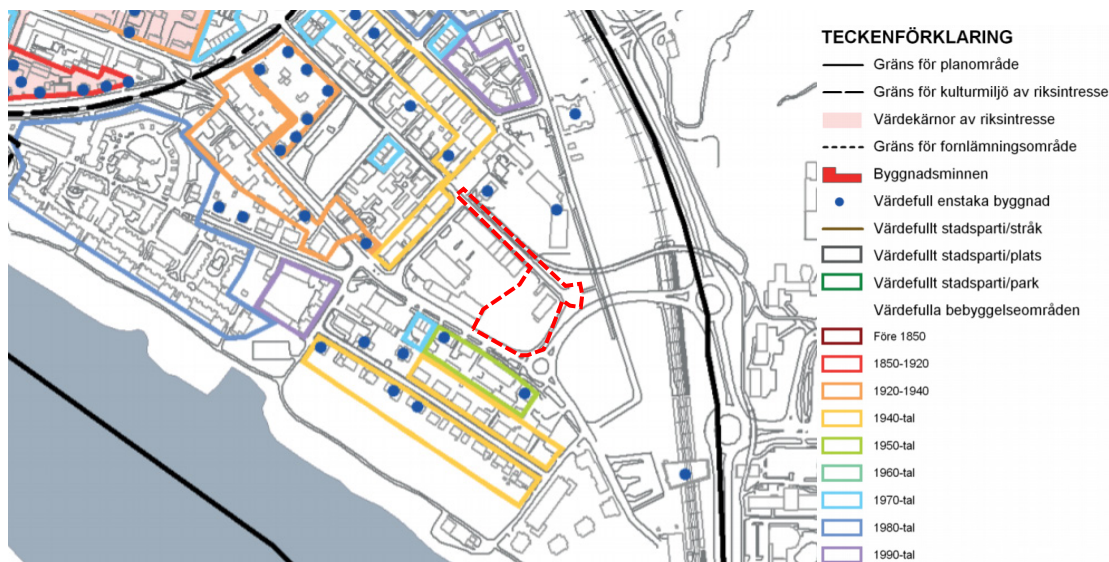 TECKENFÖRKLARING
Gräns för planområde
Gräns för kulturmiljö av riksintresse
Värdekärnor av riksintresse
Gräns för fornlämningsområde
Byggnadsminnen
Värdefull enstaka byggnad
Värdefullt stadsparti/stråk
Värdefullt stadsparti/plats
Värdefullt stadsparti/park
Värdefulla bebyggelseområden
Före 1850
1850-1920
1920-1940
1940-tal
1950-tal
1960-tal
1970-tal
1980-tal
1990-tal